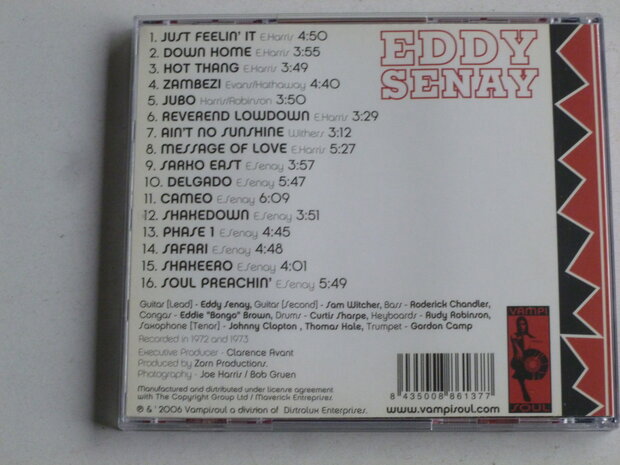 EDDY
SENAY
1. JUST FEELIN' IT E.Harris 4:50
2. DOWN HOME E.Harris 3:55
3. HOT THANG E.Harris 3:49
4. ZAMBEZI Evans/Hathaway 4:40
5. JUBO Harris/Robinson 3:50
6. REVEREND LOWDOWN E.Harris 3:29
7. AIN'T NO SUNSHINE Withers 3:12
8. MESSAGE OF LOVE E.Harris 5:27
9. SARKO EAST E.Senay 3:57
10. DELGADO E.Senay 5:47
11. CAMEO E.Senay 6:09
12. SHAKEDOWN E.Senay 3:51
13. PHASE 1 E.Senay 4:45
14. SAFARI E.Senay 4:48
15. SHAKEERO E.Senay 4:01
16. SOUL PREACHIN' E.Senay 5:49
Guitar [Lead] - Eddy Senay, Guitar [Second] - Sam Witcher, Bass - Roderick Chandler,
Congas - Eddie "Bongo" Brown, Drums - Curtis Sharpe, Keyboards - Rudy Robinson,
Saxophone [Tenor] - Johnny Clopton , Thomas Hale, Trumpet - Gordon Camp
Recorded in 1972 and 1973
Executive Producer - Clarence Avant
Produced by Zorn Productions.
Photography - Joe Harris / Bob Gruen
Manufactured and distributed under license agreement
with The Copyright Group Ltd / Maverick Entreprises.
℗ & ' 2006 Vampisoul a division of Distrolux Enterprises.
8 435008 861377
www.vampisoul.com
VAMPI
SOUL